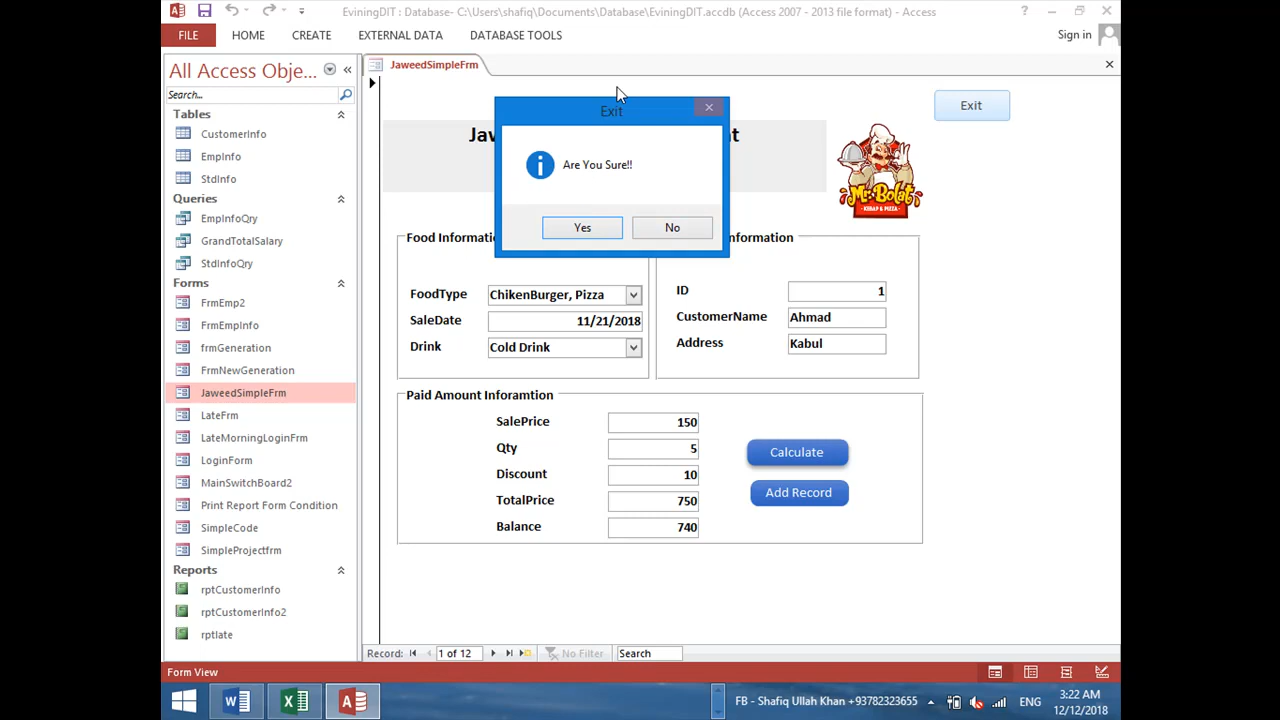 EviningDIT : Database- C:\Users\shafiq\Documents\Database\EviningDIT.accdb (Access 2007 - 2013 file format) - Access
FILE HOME CREATE EXTERNAL DATA DATABASE TOOLS Sign in
All Access Obje...
Search...
Tables
CustomerInfo
EmpInfo
StdInfo
Queries
EmpInfoQry
GrandTotalSalary
StdInfoQry
Forms
FrmEmp2
FrmEmpInfo
frmGeneration
FrmNewGeneration
JaweedSimpleFrm
LateFrm
LateMorningLoginFrm
LoginForm
MainSwitchBoard2
Print Report Form Condition
SimpleCode
SimpleProjectfrm
Reports
rptCustomerInfo
rptCustomerInfo2
rptlate
JaweedSimpleFrm
Exit
Exit
Are You Sure!!
Yes No
Mr. Bolat
KEBAP & PIZZA
FoodType ChikenBurger, Pizza
SaleDate 11/21/2018
Drink Cold Drink
ID 1
CustomerName Ahmad
Address Kabul
Paid Amount Inforamtion
SalePrice 150
Qty 5
Discount 10
TotalPrice 750
Balance 740
Calculate
Add Record
Record: 1 of 12 No Filter Search
Form View
FB - Shafiq Ullah Khan +93782323655 ENG 3:22 AM
12/12/2018